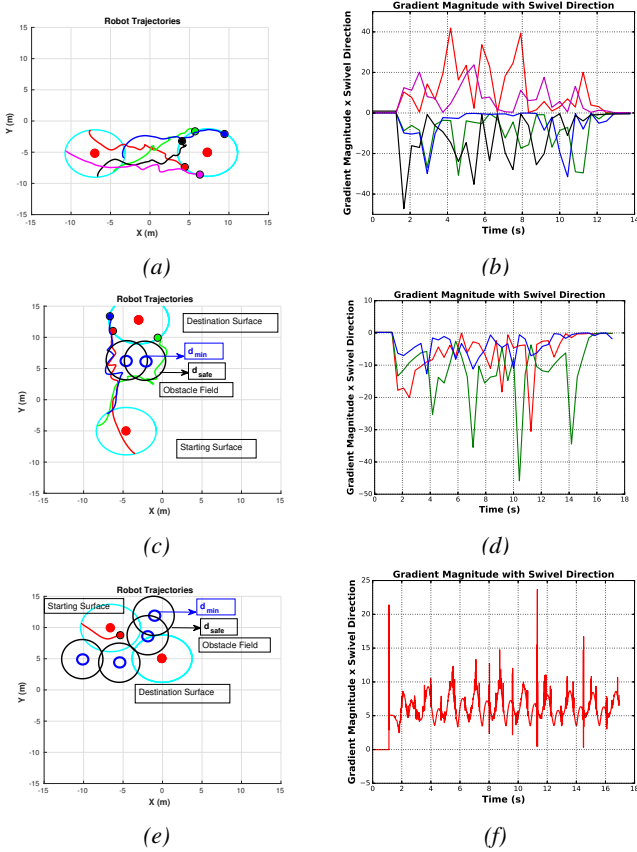 Robot Trajectories
Y (m)
15
10
5
0
-5
-10
-15
-15 -10 -5 0 5 10 15
X (m)
(a)
Gradient Magnitude with Swivel Direction
Gradient Magnitude x Swivel Direction
40
20
0
−20
−40
0 2 4 6 8 10 12 14
Time (s)
(b)
Robot Trajectories
Y (m)
15
10
5
0
-5
-10
-15
Destination Surface
d min
d safe
Obstacle Field
Starting Surface
-15 -10 -5 0 5 10 15
X (m)
(c)
Gradient Magnitude with Swivel Direction
Gradient Magnitude x Swivel Direction
10
0
−10
−20
−30
−40
−50
0 2 4 6 8 10 12 14 16 18
Time (s)
(d)
Robot Trajectories
Y (m)
15
10
5
0
-5
-10
-15
Starting Surface
d min
d safe
Obstacle Field
Destination Surface
-15 -10 -5 0 5 10 15
X (m)
(e)
Gradient Magnitude with Swivel Direction
Gradient Magnitude x Swivel Direction
25
20
15
10
5
0
−5
0 2 4 6 8 10 12 14 16 18
Time (s)
(f)